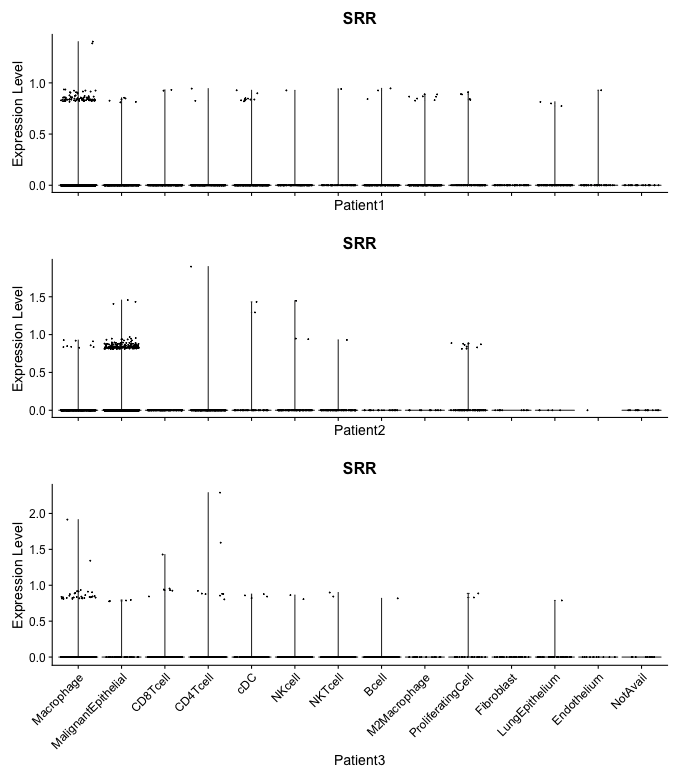 SRR
Expression Level
1.0
0.5
0.0
Patient1
SRR
Expression Level
1.5
1.0
0.5
0.0
Patient2
SRR
Expression Level
2.0
1.5
1.0
0.5
0.0
Macrophage
MalignantEpithelial
CD8Tcell
CD4Tcell
cDC
NKcell
NKTcell
Bcell
M2Macrophage
ProliferatingCell
Fibroblast
LungEpithelium
Endothelium
NotAvail
Patient3